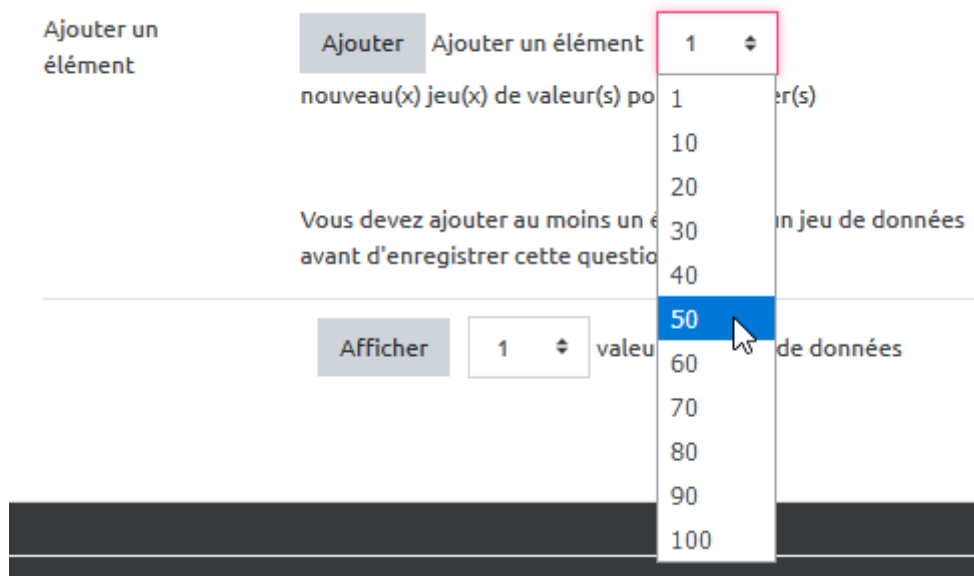 Ajouter un
élément
Ajouter Ajouter un élément 1
nouveau(x) jeu(x) de valeur(s) po er(s)
Vous devez ajouter au moins un un jeu de données
avant d'enregistrer cette questio
Afficher 1 valeu de données
1
10
20
30
40
50
60
70
80
90
100